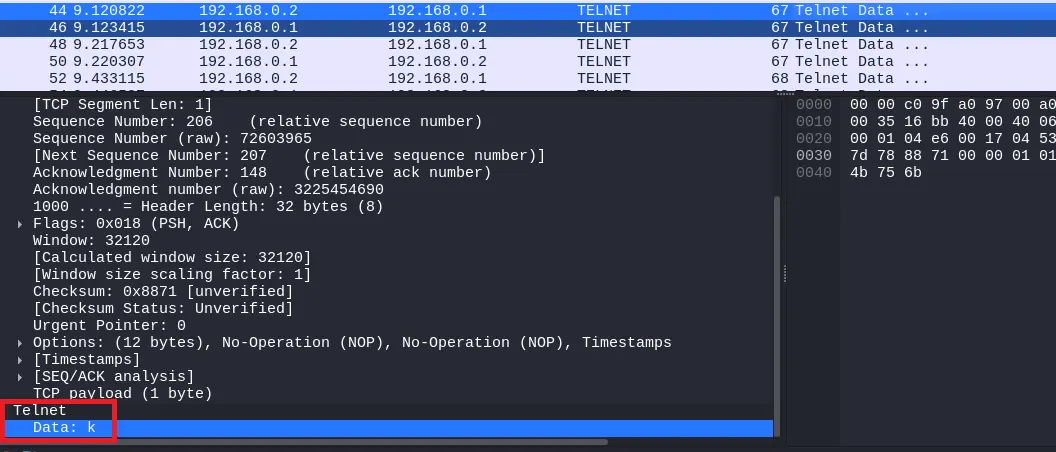 44 9.120822 192.168.0.2 192.168.0.1 TELNET 67 Telnet Data ...
46 9.123415 192.168.0.1 192.168.0.2 TELNET 67 Telnet Data ...
48 9.217653 192.168.0.2 192.168.0.1 TELNET 67 Telnet Data ...
50 9.220307 192.168.0.1 192.168.0.2 TELNET 67 Telnet Data ...
52 9.433115 192.168.0.2 192.168.0.1 TELNET 68 Telnet Data ...
[TCP Segment Len: 1]
Sequence Number: 206 (relative sequence number)
Sequence Number (raw): 72603965
[Next Sequence Number: 207 (relative sequence number)]
Acknowledgment Number: 148 (relative ack number)
Acknowledgment number (raw): 3225454690
1000 .... = Header Length: 32 bytes (8)
Flags: 0x018 (PSH, ACK)
Window: 32120
[Calculated window size: 32120]
[Window size scaling factor: 1]
Checksum: 0x8871 [unverified]
[Checksum Status: Unverified]
Urgent Pointer: 0
Options: (12 bytes), No-Operation (NOP), No-Operation (NOP), Timestamps
[Timestamps]
[SEQ/ACK analysis]
TCP payload (1 byte)
Telnet
Data: k
0000 00 00 c0 9f a0 97 00 a0
0010 00 35 16 bb 40 00 40 06
0020 00 01 04 e6 00 17 04 53
0030 7d 78 88 71 00 00 01 01
0040 4b 75 6b